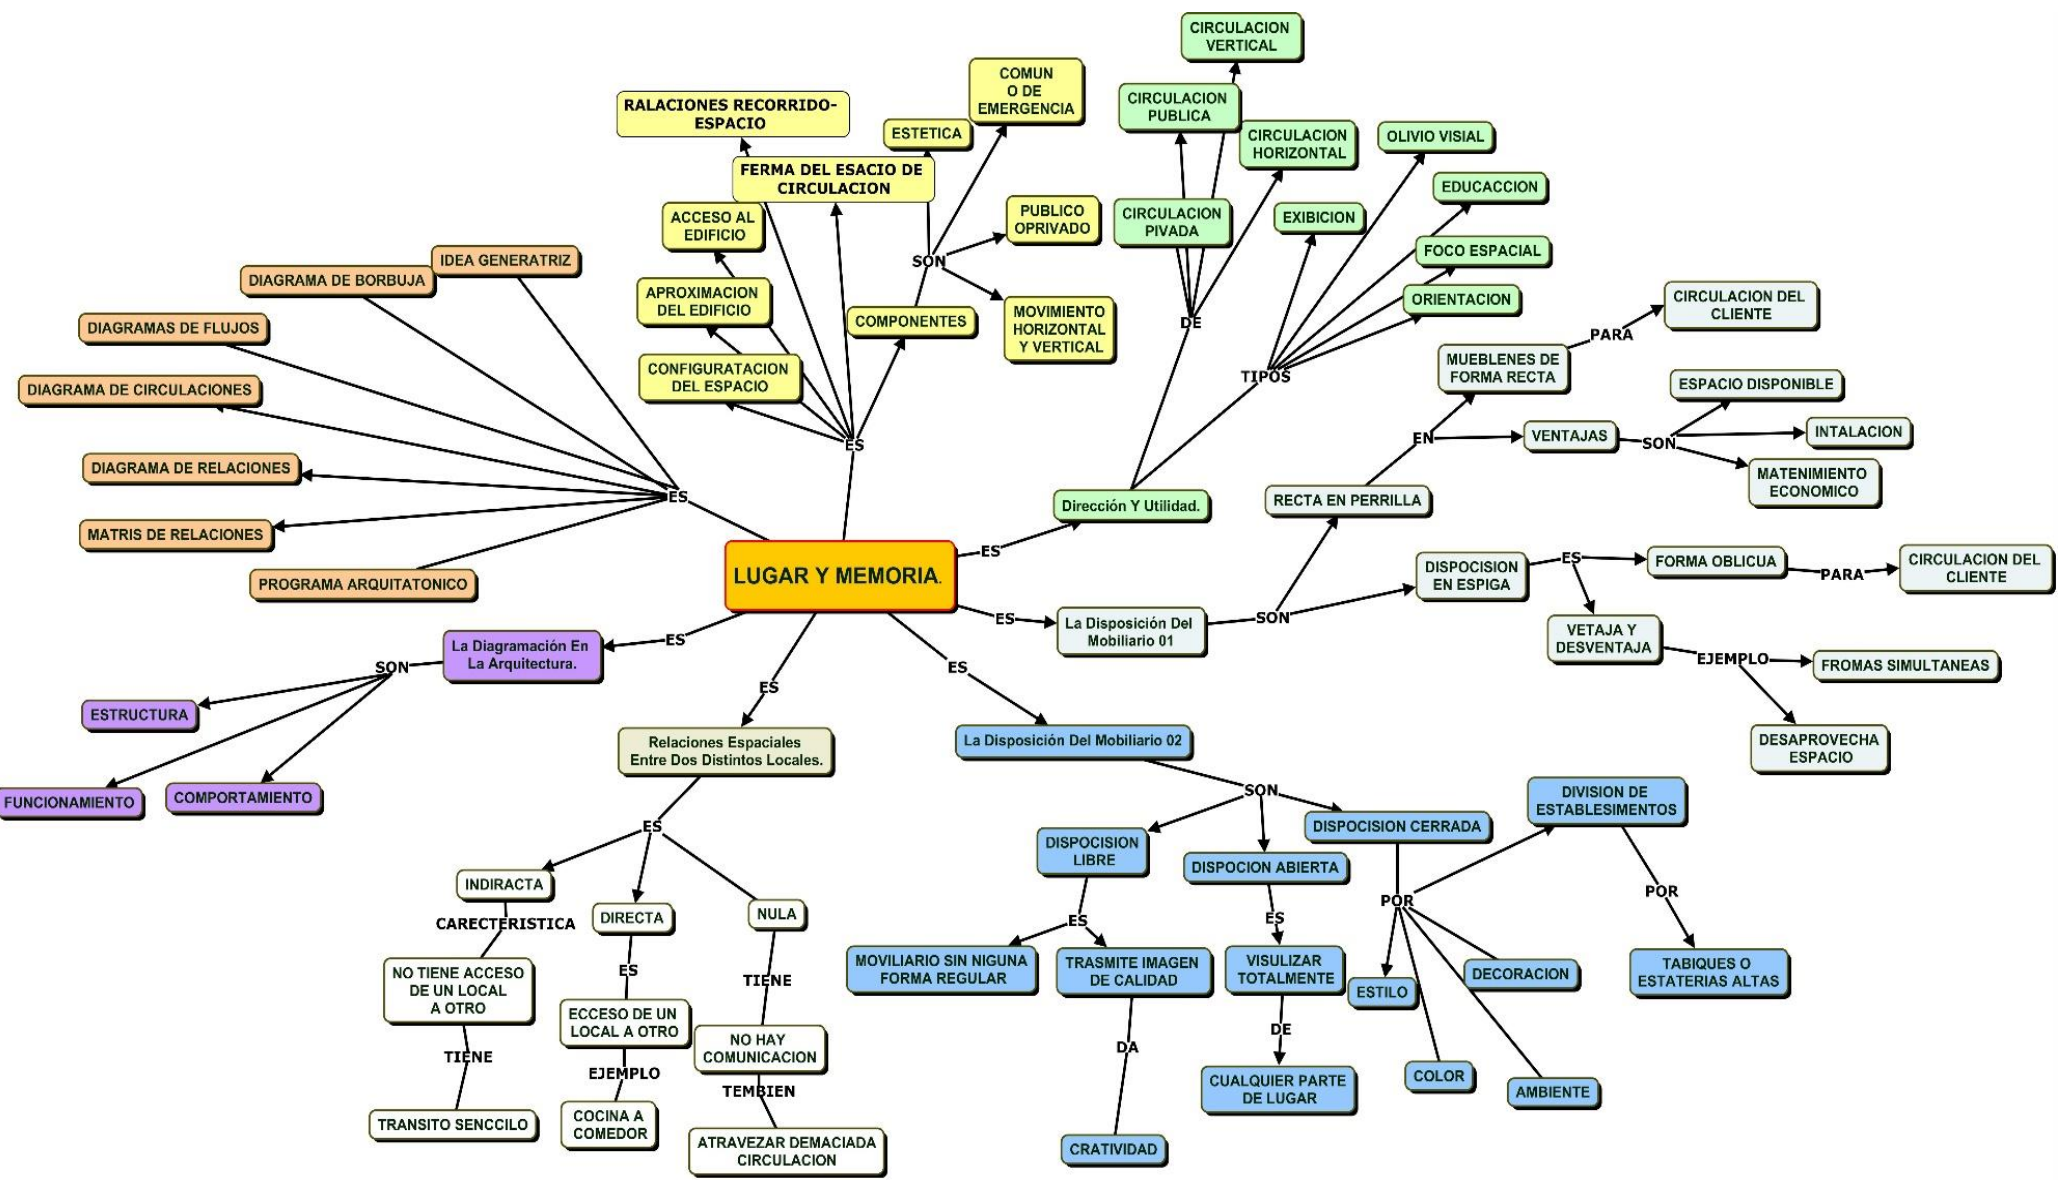 CIRCULACION
VERTICAL
COMUN
O DE
EMERGENCIA
RALACIONES RECORRIDO-
ESPACIO
CIRCULACION
PUBLICA
ESTETICA
CIRCULACION
HORIZONTAL
OLIVIO VISIAL
FERMA DEL ESACIO DE
CIRCULACION
EDUCACCION
ACCESO AL
EDIFICIO
PUBLICO
OPRIVADO
CIRCULACION
PIVADA
EXIBICION
FOCO ESPACIAL
IDEA GENERATRIZ
DIAGRAMA DE BORBUJA
SON
APROXIMACION
DEL EDIFICIO
COMPONENTES
MOVIMIENTO
HORIZONTAL
Y VERTICAL
DE
ORIENTACION
CIRCULACION DEL
CLIENTE
DIAGRAMAS DE FLUJOS
PARA
CONFIGURATACION
DEL ESPACIO
TIPOS
MUEBLENES DE
FORMA RECTA
DIAGRAMA DE CIRCULACIONES
ESPACIO DISPONIBLE
ES
EN
VENTAJAS
SON
INTALACION
DIAGRAMA DE RELACIONES
MATENIMIENTO
ECONOMICO
ES
Dirección Y Utilidad.
RECTA EN PERRILLA
MATRIS DE RELACIONES
ES
LUGAR Y MEMORIA.
PROGRAMA ARQUITATONICO
DISPOCISION
EN ESPIGA
ES
FORMA OBLICUA
PARA
CIRCULACION DEL
CLIENTE
ES
La Disposición Del
Mobiliario 01
SON
VETAJA Y
DESVENTAJA
EJEMPLO
FROMAS SIMULTANEAS
DESAPROVECHA
ESPACIO
ES
La Diagramación En
La Arquitectura.
SON
ESTRUCTURA
FUNCIONAMIENTO
COMPORTAMIENTO
ES
Relaciones Espaciales
Entre Dos Distintos Locales.
ES
La Disposición Del Mobiliario 02
SON
DISPOCISION
LIBRE
DISPOCION ABIERTA
DISPOCISION CERRADA
DIVISION DE
ESTABLESIMENTOS
ES
INDIRACTA
CARECTERISTICA
DIRECTA
NULA
NO TIENE ACCESO
DE UN LOCAL
A OTRO
ES
TIENE
ECCESO DE UN
LOCAL A OTRO
NO HAY
COMUNICACION
TIENE
EJEMPLO
TEMBIEN
TRANSITO SENCCILO
COCINA A
COMEDOR
ATRAVEZAR DEMACIADA
CIRCULACION
ES
ES
POR
POR
MOVILIARIO SIN NIGUNA
FORMA REGULAR
TRASMITE IMAGEN
DE CALIDAD
VISULIZAR
TOTALMENTE
ESTILO
DECORACION
TABIQUES O
ESTATERIAS ALTAS
DA
DE
CUALQUIER PARTE
DE LUGAR
COLOR
AMBIENTE
CRATIVIDAD